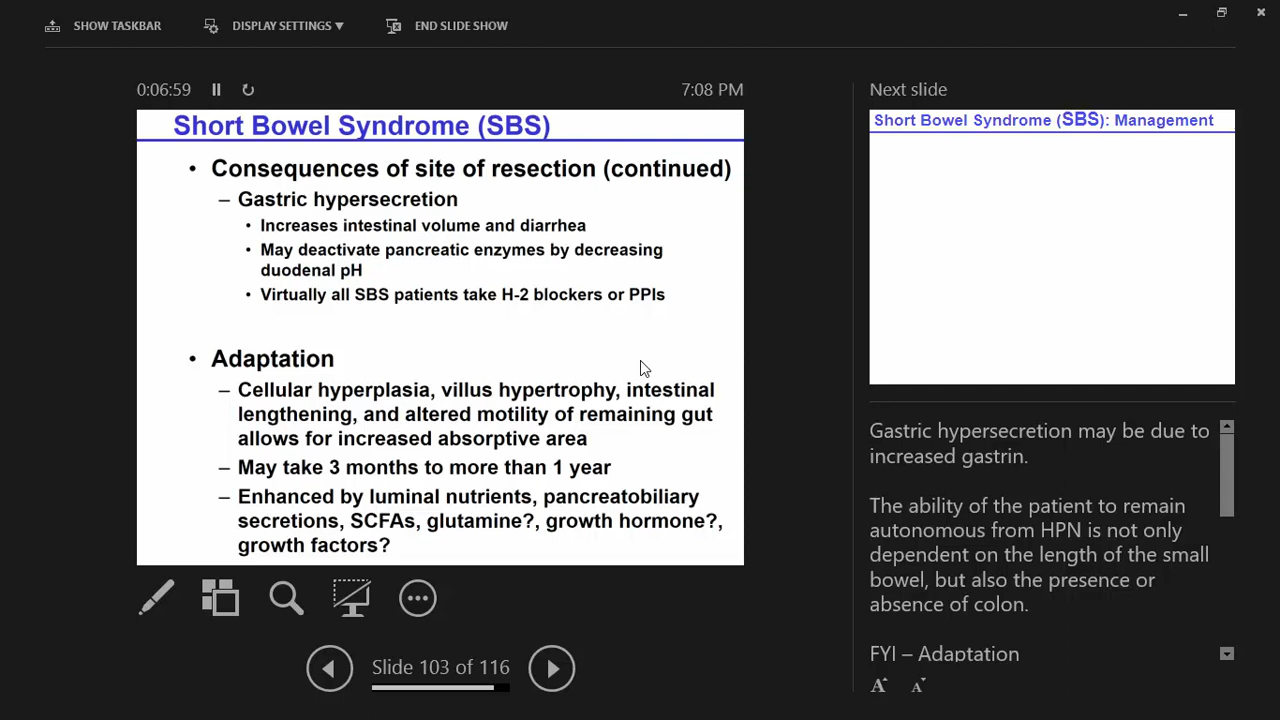 SHOW TASKBAR
DISPLAY SETTINGS ▼
END SLIDE SHOW
0:06:59
7:08 PM
Short Bowel Syndrome (SBS)
• Consequences of site of resection (continued)
– Gastric hypersecretion
• Increases intestinal volume and diarrhea
• May deactivate pancreatic enzymes by decreasing
duodenal pH
• Virtually all SBS patients take H-2 blockers or PPIs
• Adaptation
– Cellular hyperplasia, villus hypertrophy, intestinal
lengthening, and altered motility of remaining gut
allows for increased absorptive area
– May take 3 months to more than 1 year
– Enhanced by luminal nutrients, pancreatobiliary
secretions, SCFAs, glutamine?, growth hormone?,
growth factors?
Slide 103 of 116
Next slide
Short Bowel Syndrome (SBS): Management
Gastric hypersecretion may be due to
increased gastrin.
The ability of the patient to remain
autonomous from HPN is not only
dependent on the length of the small
bowel, but also the presence or
absence of colon.
FYI – Adaptation
A A